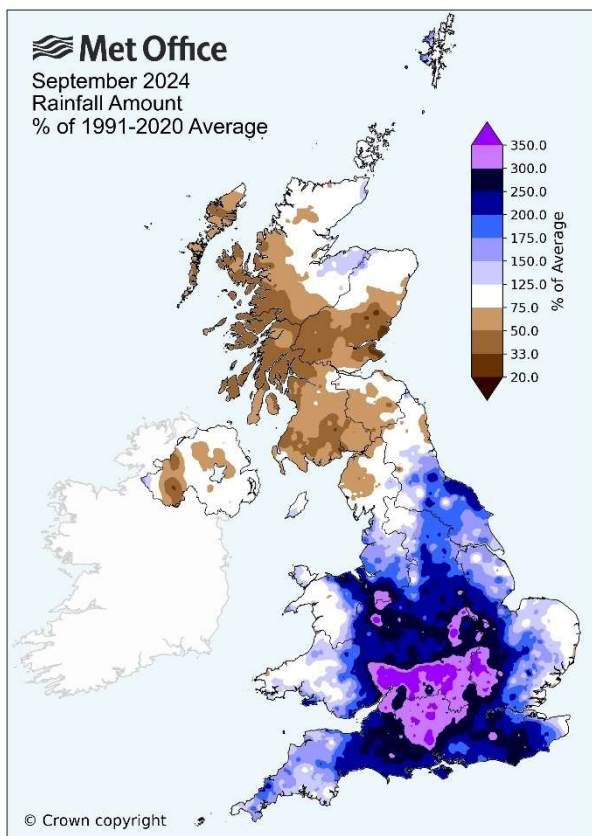 Met Office
September 2024
Rainfall Amount
% of 1991-2020 Average
350.0
300.0
250.0
200.0
175.0
150.0
125.0
75.0
50.0
33.0
20.0
% of Average
© Crown copyright